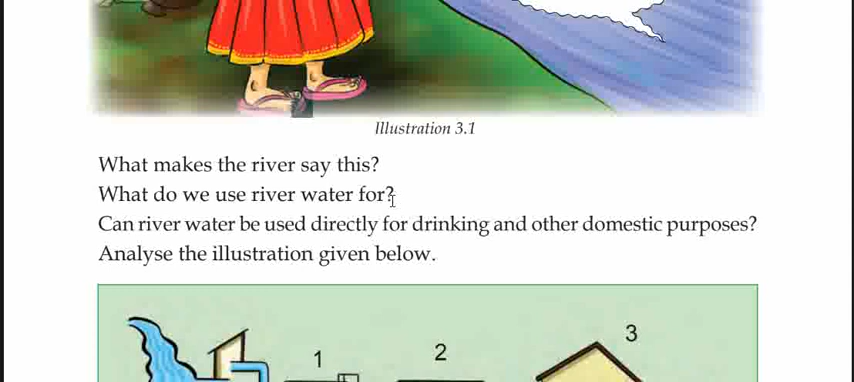 Illustration 3.1
What makes the river say this?
What do we use river water for?
Can river water be used directly for drinking and other domestic purposes?
Analyse the illustration given below.
3
2
1